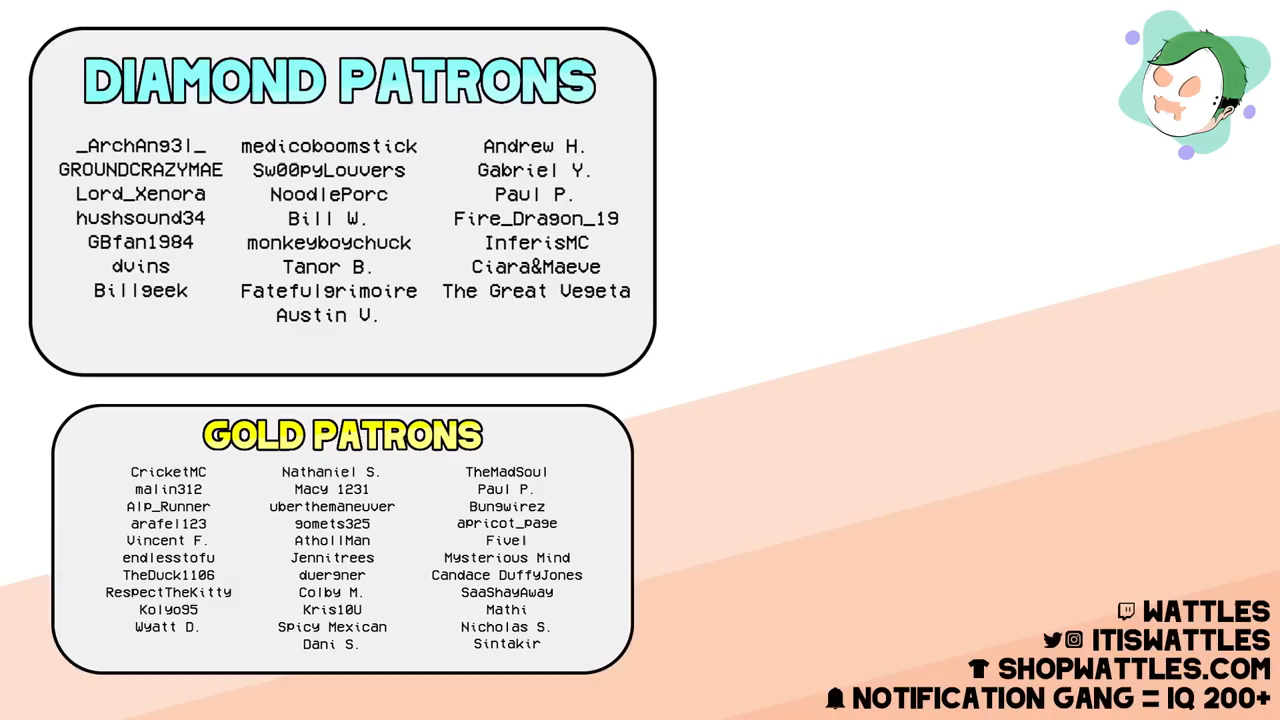 DIAMOND PATRONS
_ArchAng3l_
GROUNDCRAZYMAE
Lord_Xenora
hushsound34
GBfan1984
dvins
Billgeek
medicoboomstick
Sw00pyLouvers
NoodlePorc
Bill W.
monkeyboychuck
Tanor B.
Fatefulgrimoire
Austin V.
Andrew H.
Gabriel Y.
Paul P.
Fire_Dragon_19
InferisMC
Ciara&Maeve
The Great Vegeta
GOLD PATRONS
CricketMC
malin312
Alp_Runner
arafel123
Vincent F.
endlesstofu
TheDuck1106
RespectTheKitty
Kolyo95
Wyatt D.
Nathaniel S.
Macy 1231
uberthemaneuver
gomets325
AthollMan
Jennitrees
duergner
Colby M.
Kris10U
Spicy Mexican
Dani S.
TheMadSoul
Paul P.
Bungwirez
apricot_page
Fivel
Mysterious Mind
Candace DuffyJones
SaaShayAway
Mathi
Nicholas S.
Sintakir
WATTLES
ITISWATTLES
SHOPWATTLES.COM
NOTIFICATION GANG = IQ 200+